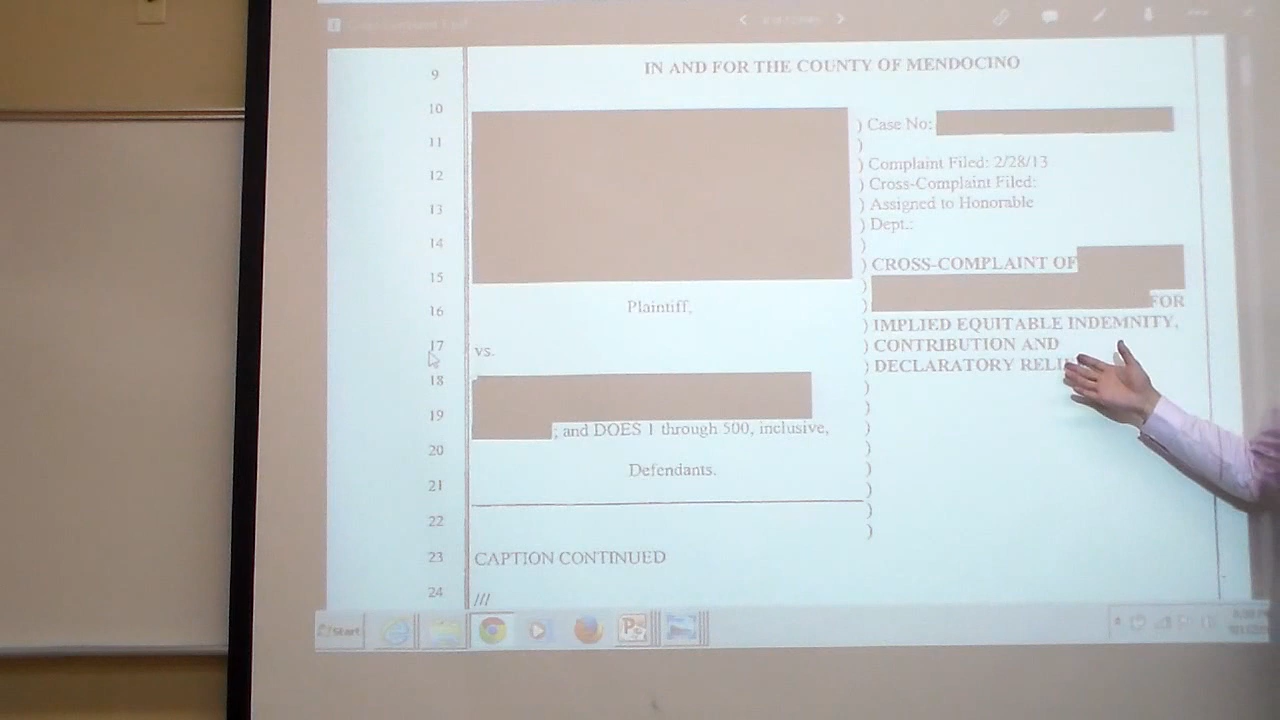 9 IN AND FOR THE COUNTY OF MENDOCINO
10
) Case No:
11
)
) Complaint Filed: 2/28/13
12
) Cross-Complaint Filed:
13 ) Assigned to Honorable
) Dept.:
14
)
) CROSS-COMPLAINT OF
15
)
16 Plaintiff, ) FOR
) IMPLIED EQUITABLE INDEMNITY,
17 vs. ) CONTRIBUTION AND
) DECLARATORY
18 )
19 )
; and DOES 1 through 500, inclusive, )
20 )
Defendants. )
21 )
)
22 )
23 CAPTION CONTINUED
24 ///
Start